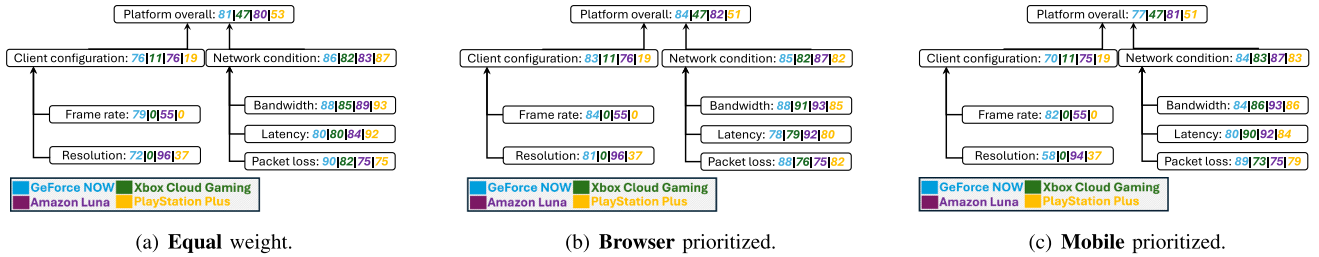 Platform overall: 81|47|80|53
Client configuration: 76|11|76|19
Network condition: 86|82|83|87
Frame rate: 79|0|55|0
Bandwidth: 88|85|89|93
Latency: 80|80|84|92
Resolution: 72|0|96|37
Packet loss: 90|82|75|75
GeForce NOW Xbox Cloud Gaming
Amazon Luna PlayStation Plus
(a) Equal weight.
Platform overall: 84|47|82|51
Client configuration: 83|11|76|19
Network condition: 85|82|87|82
Frame rate: 84|0|55|0
Bandwidth: 88|91|93|85
Latency: 78|79|92|80
Resolution: 81|0|96|37
Packet loss: 88|76|75|82
GeForce NOW Xbox Cloud Gaming
Amazon Luna PlayStation Plus
(b) Browser prioritized.
Platform overall: 77|47|81|51
Client configuration: 70|11|75|19
Network condition: 84|83|87|83
Frame rate: 82|0|55|0
Bandwidth: 84|86|93|86
Latency: 80|90|92|84
Resolution: 58|0|94|37
Packet loss: 89|73|75|79
GeForce NOW Xbox Cloud Gaming
Amazon Luna PlayStation Plus
(c) Mobile prioritized.